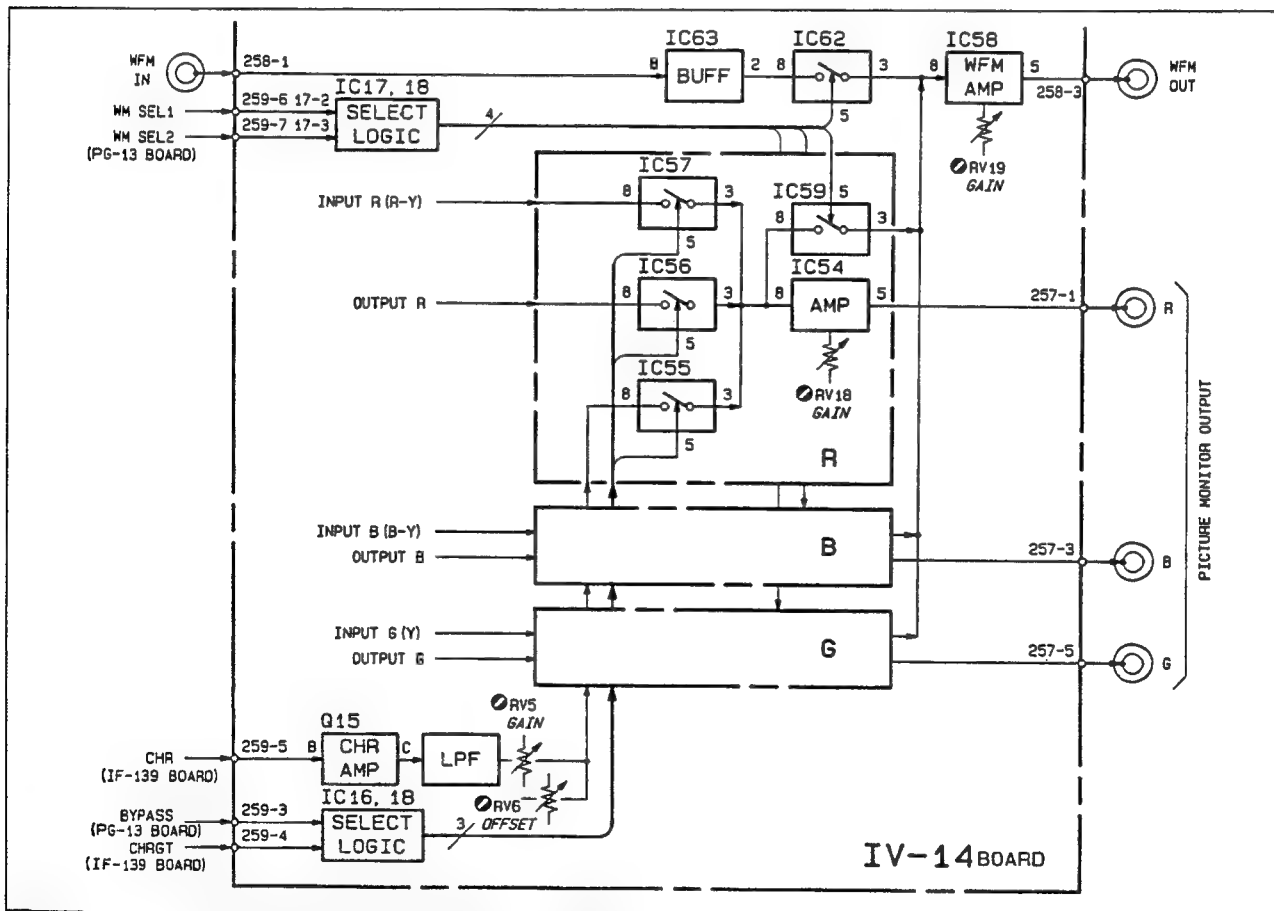 IC63
IC62
IC58
WFM
IN
258-1
8
BUFF
2
8
3
5
8
WFM
AMP
5
258-3
WFM
OUT
RV19
GAIN
IC17, 18
WM SEL1
259-6 17-2
WM SEL2
259-7 17-3
(PG-13 BOARD)
SELECT
LOGIC
4
IC57
INPUT R (R-Y)
8
3
5
IC59
5
8
3
IC56
OUTPUT R
8
3
5
IC54
8
AMP
5
257-1
R
RV18
GAIN
IC55
8
3
5
R
INPUT B (B-Y)
OUTPUT B
B
257-3
B
INPUT G (Y)
OUTPUT G
G
257-5
G
PICTURE MONITOR OUTPUT
Q15
CHR
(IF-139 BOARD)
259-5
B
CHR
AMP
C
LPF
RV5
GAIN
RV6
OFFSET
IC16, 18
BYPASS
(PG-13 BOARD)
CHRGT
(IF-139 BOARD)
259-3
259-4
SELECT
LOGIC
3
IV-14 BOARD